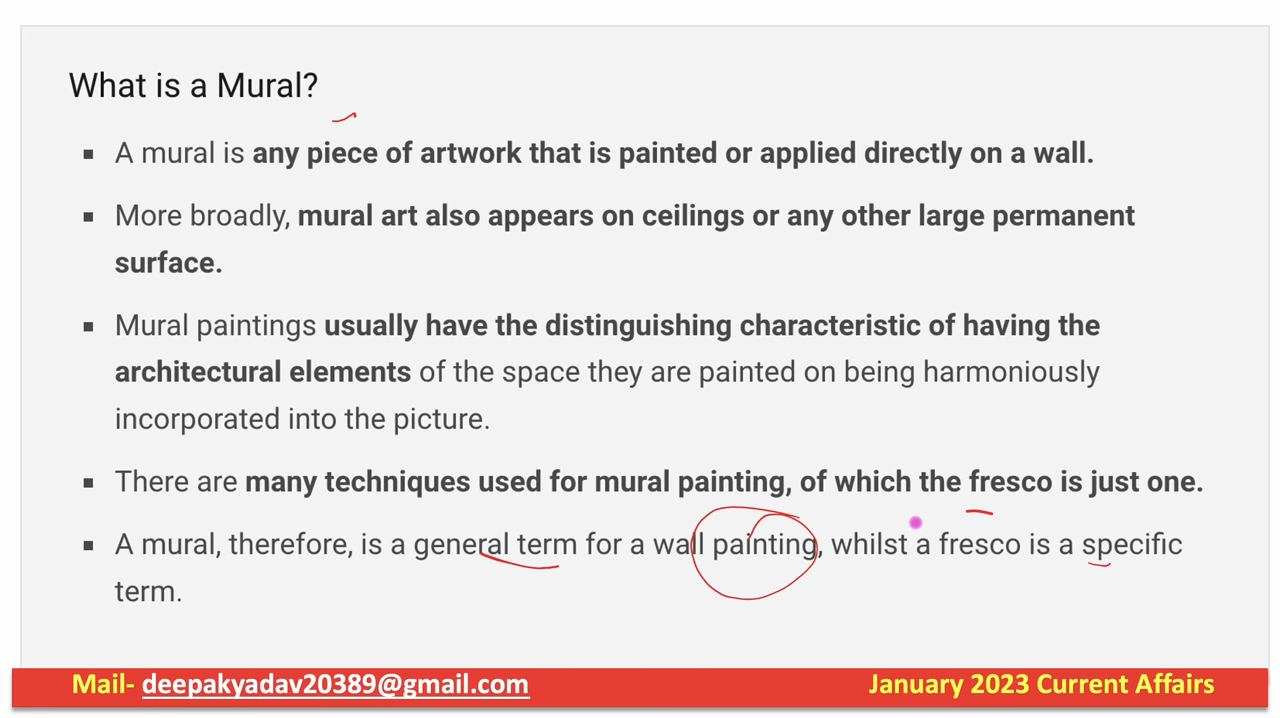 What is a Mural?
▪ A mural is any piece of artwork that is painted or applied directly on a wall.
▪ More broadly, mural art also appears on ceilings or any other large permanent
surface.
▪ Mural paintings usually have the distinguishing characteristic of having the
architectural elements of the space they are painted on being harmoniously
incorporated into the picture.
▪ There are many techniques used for mural painting, of which the fresco is just one.
▪ A mural, therefore, is a general term for a wall painting, whilst a fresco is a specific
term.
Mail- deepakyadav20389@gmail.com January 2023 Current Affairs